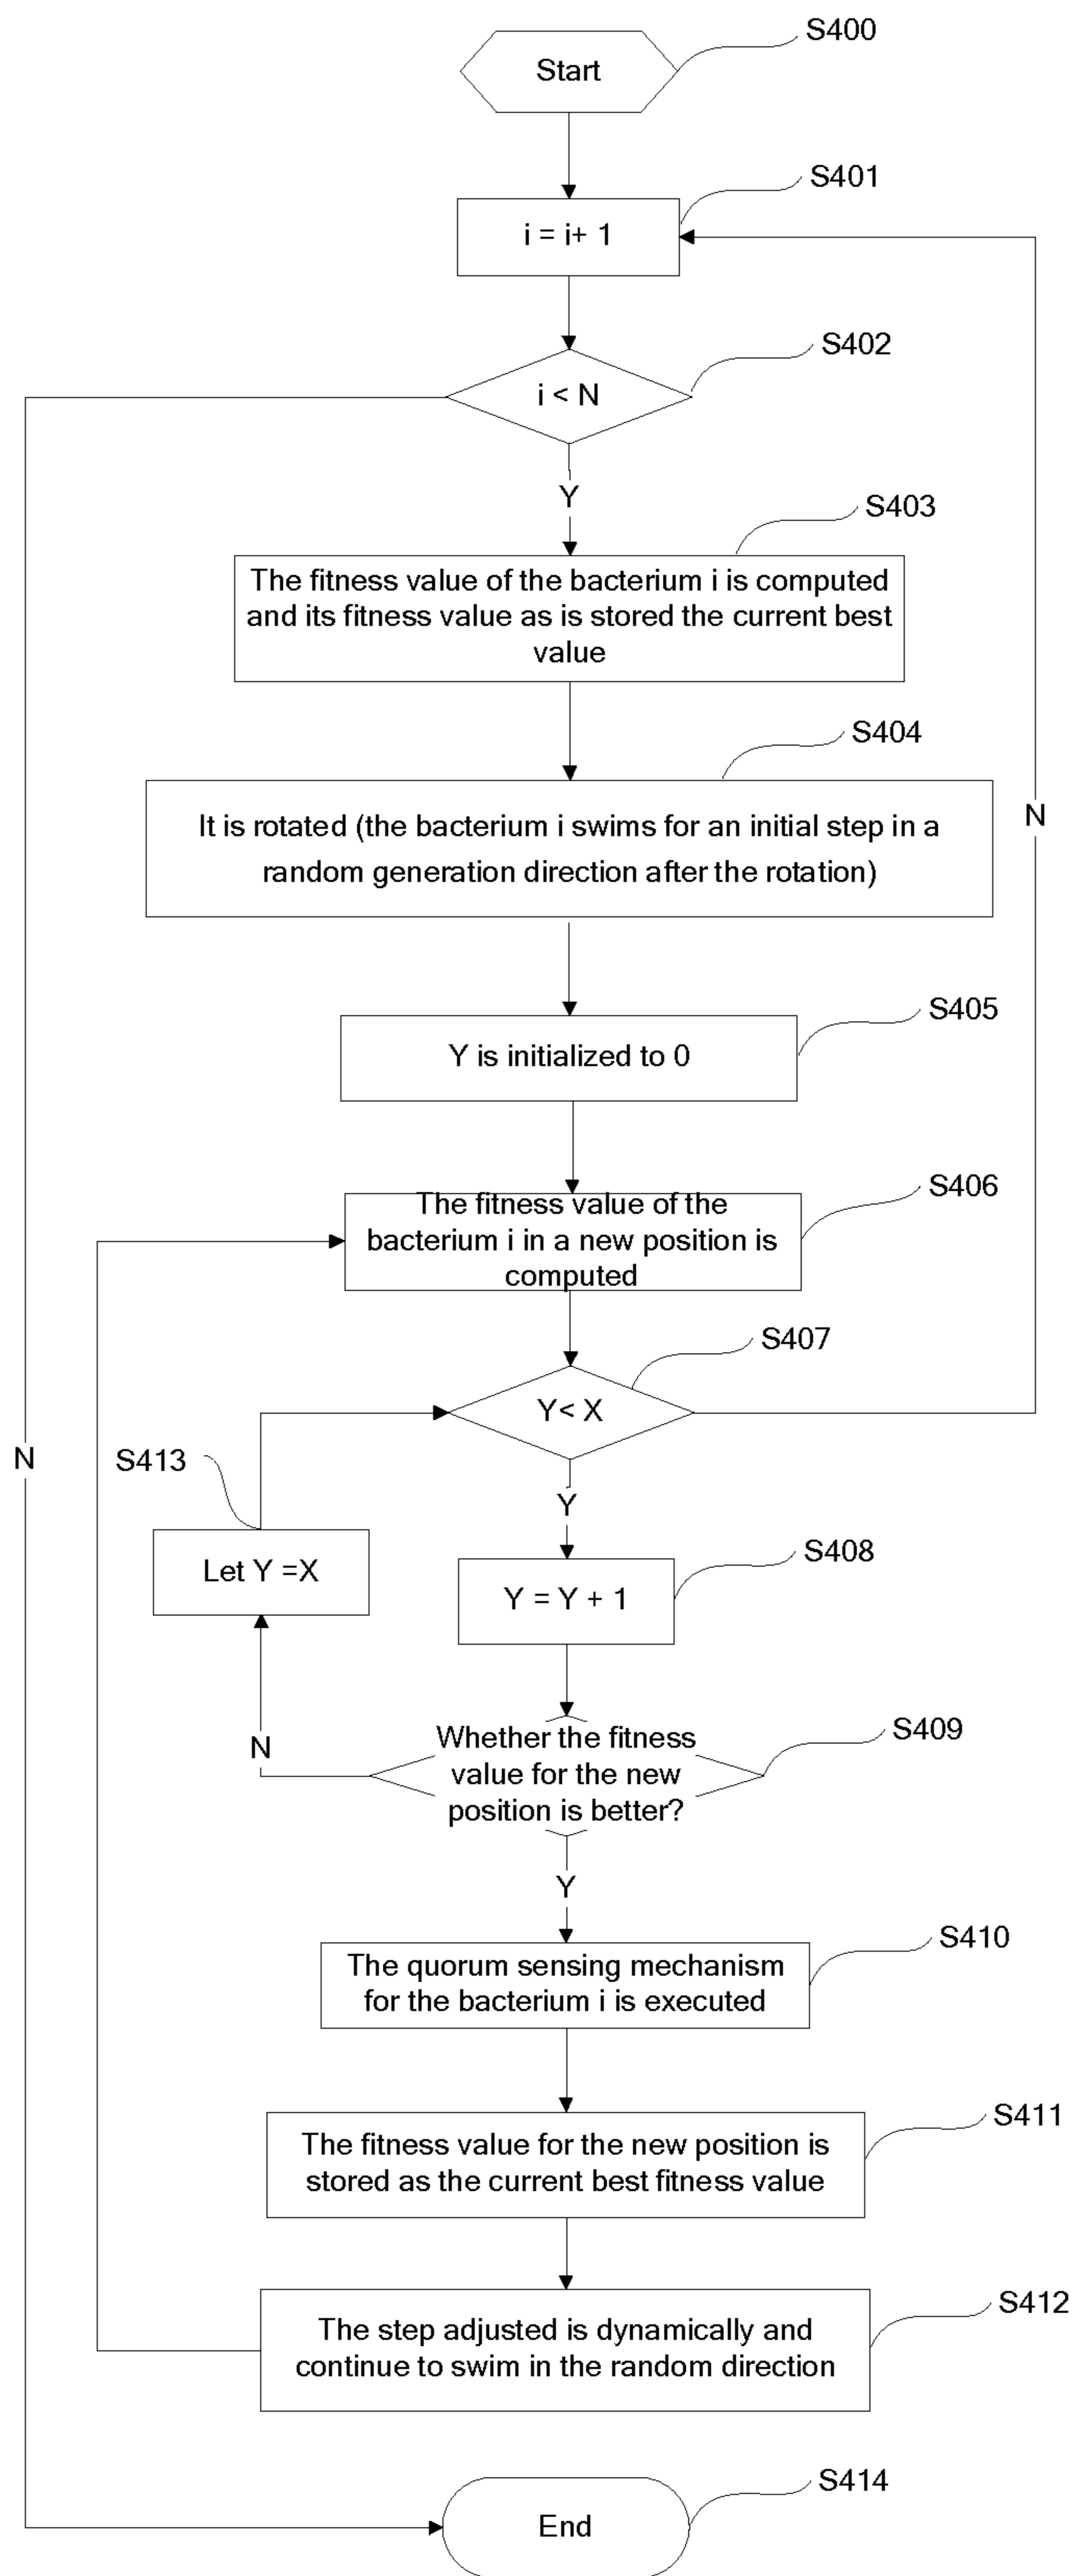 S400
Start
S401
i = i+ 1
S402
i < N
Y
S403
The fitness value of the bacterium i is computed
and its fitness value as is stored the current best
value
S404
It is rotated (the bacterium i swims for an initial step in a
random generation direction after the rotation)
N
S405
Y is initialized to 0
S406
The fitness value of the
bacterium i in a new position is
computed
S407
Y< X
N
S413
Y
Let Y =X
S408
Y = Y + 1
S409
Whether the fitness
value for the new
position is better?
N
Y
S410
The quorum sensing mechanism
for the bacterium i is executed
S411
The fitness value for the new position is
stored as the current best fitness value
S412
The step adjusted is dynamically and
continue to swim in the random direction
S414
End